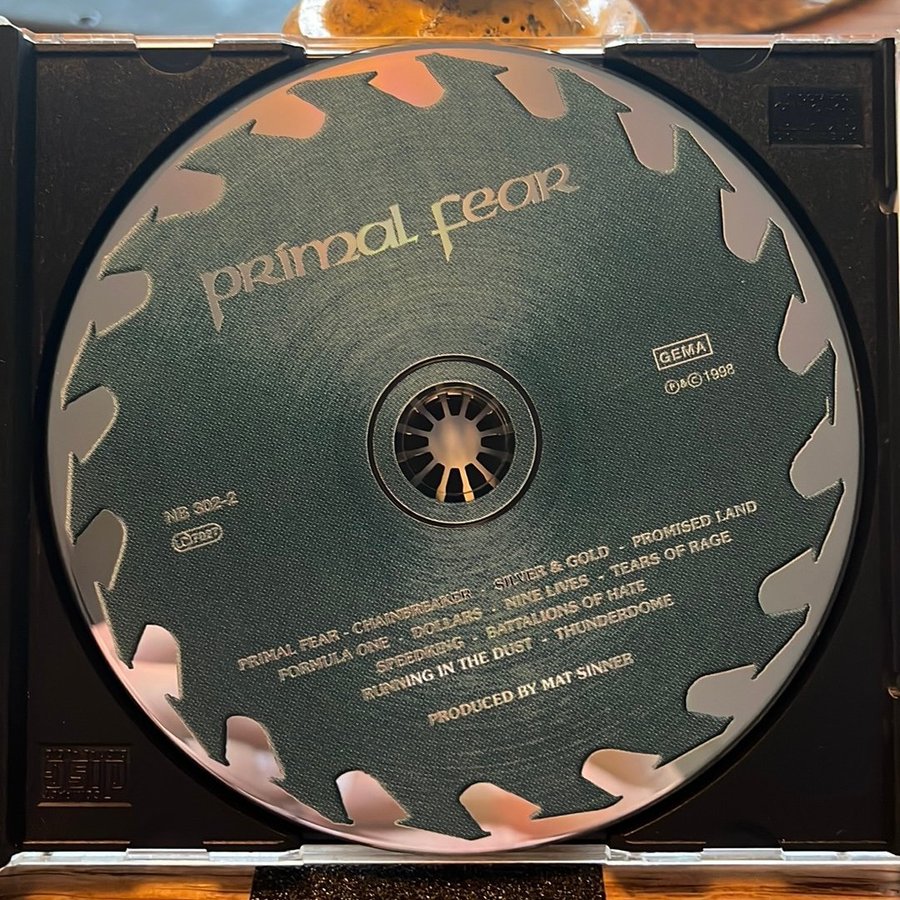 PRIMAL FEAR
GEMA
Ⓟ&Ⓒ 1998
NB 302-2
PRIMAL FEAR - CHAINBREAKER - SILVER & GOLD - PROMISED LAND
FORMULA ONE - DOLLARS - NINE LIVES - TEARS OF RAGE
SPEEDKING - BATTALIONS OF HATE
RUNNING IN THE DUST - THUNDERDOME
PRODUCED BY MAT SINNER